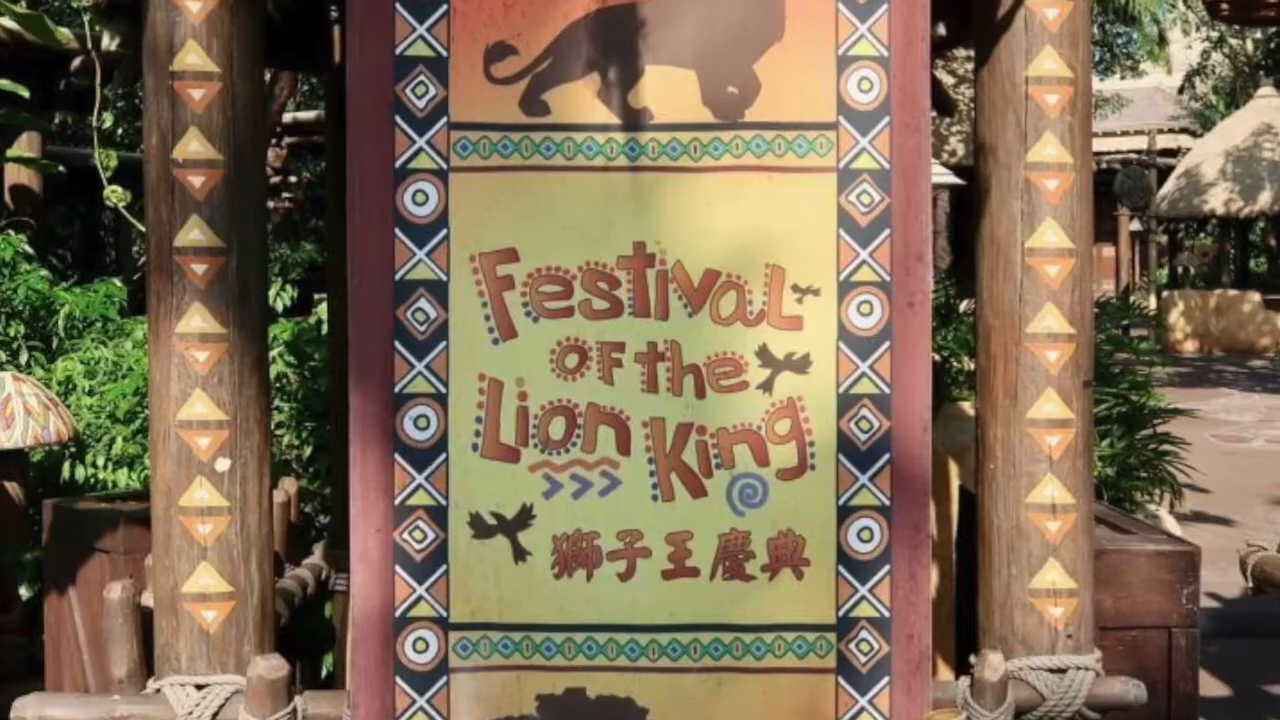 Festival
OF the
Lion King
獅子王慶典